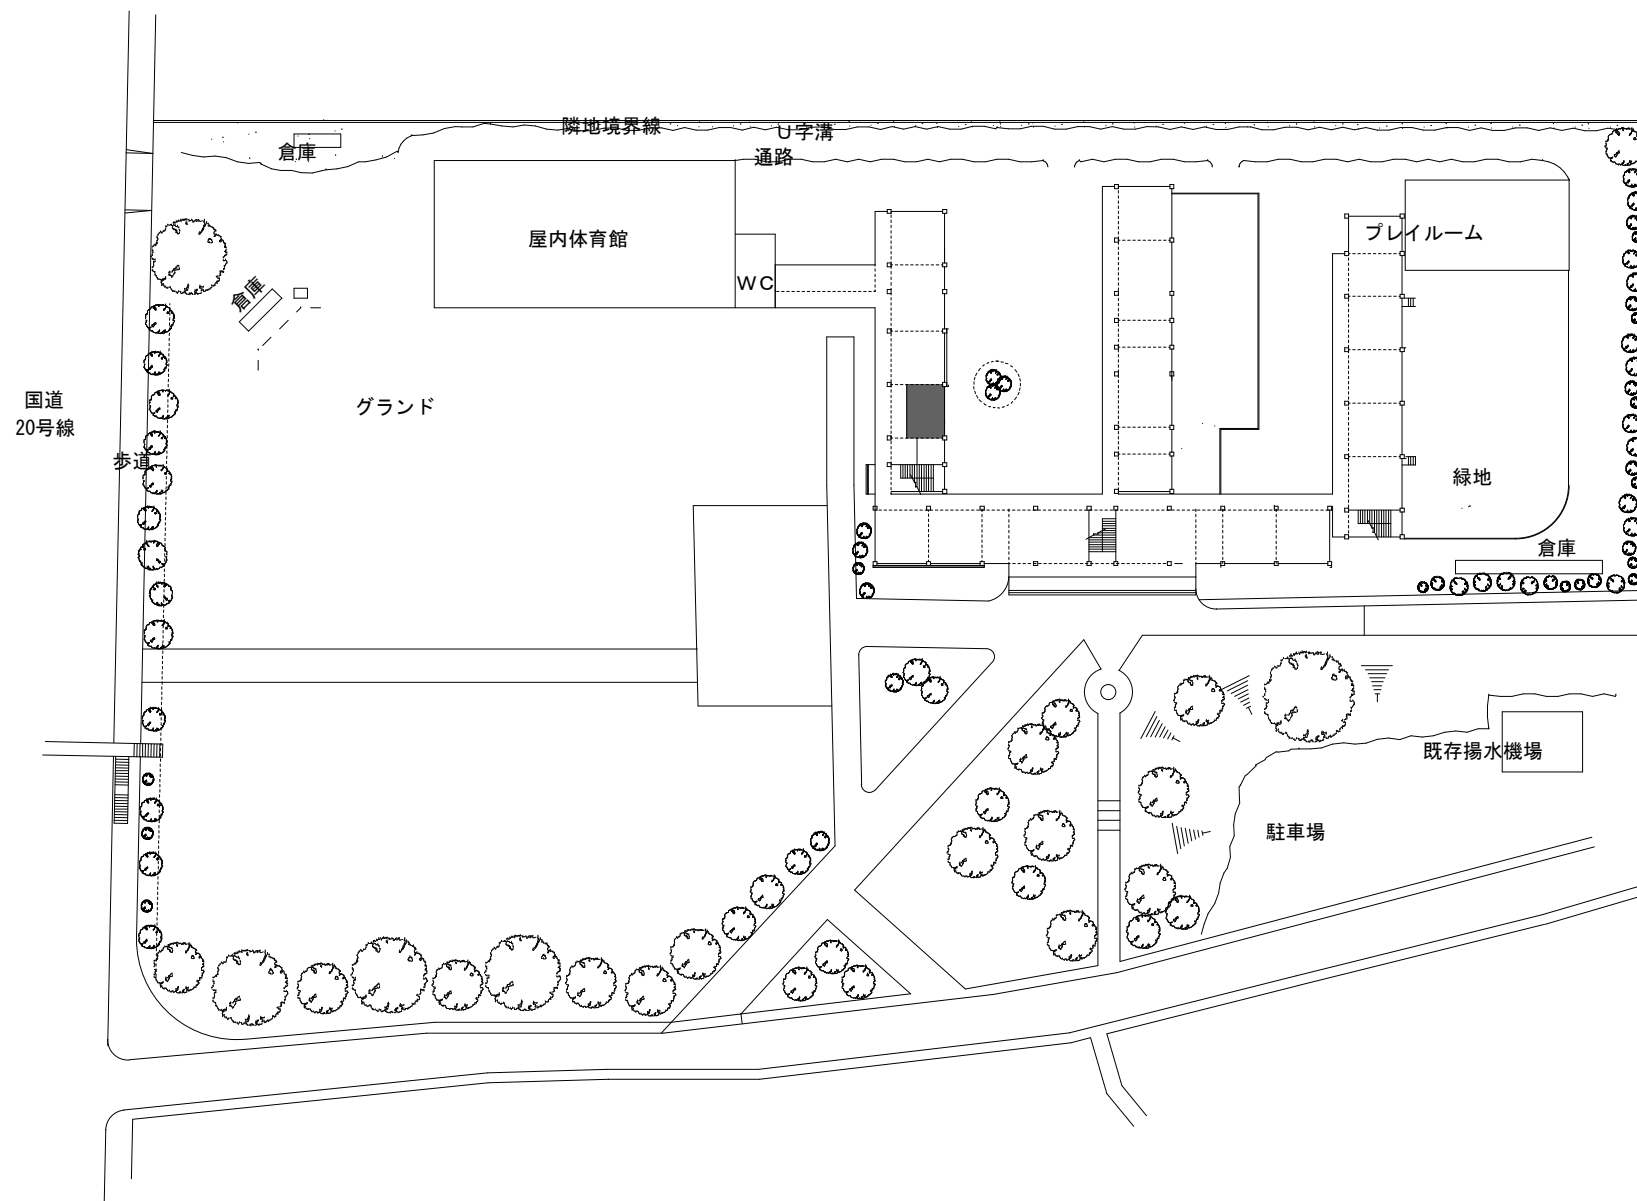 隣地境界線
U字溝
倉庫
通路
屋内体育館
プレイルーム
WC
倉庫
国道
20号線
グランド
歩道
緑地
倉庫
既存揚水機場
駐車場